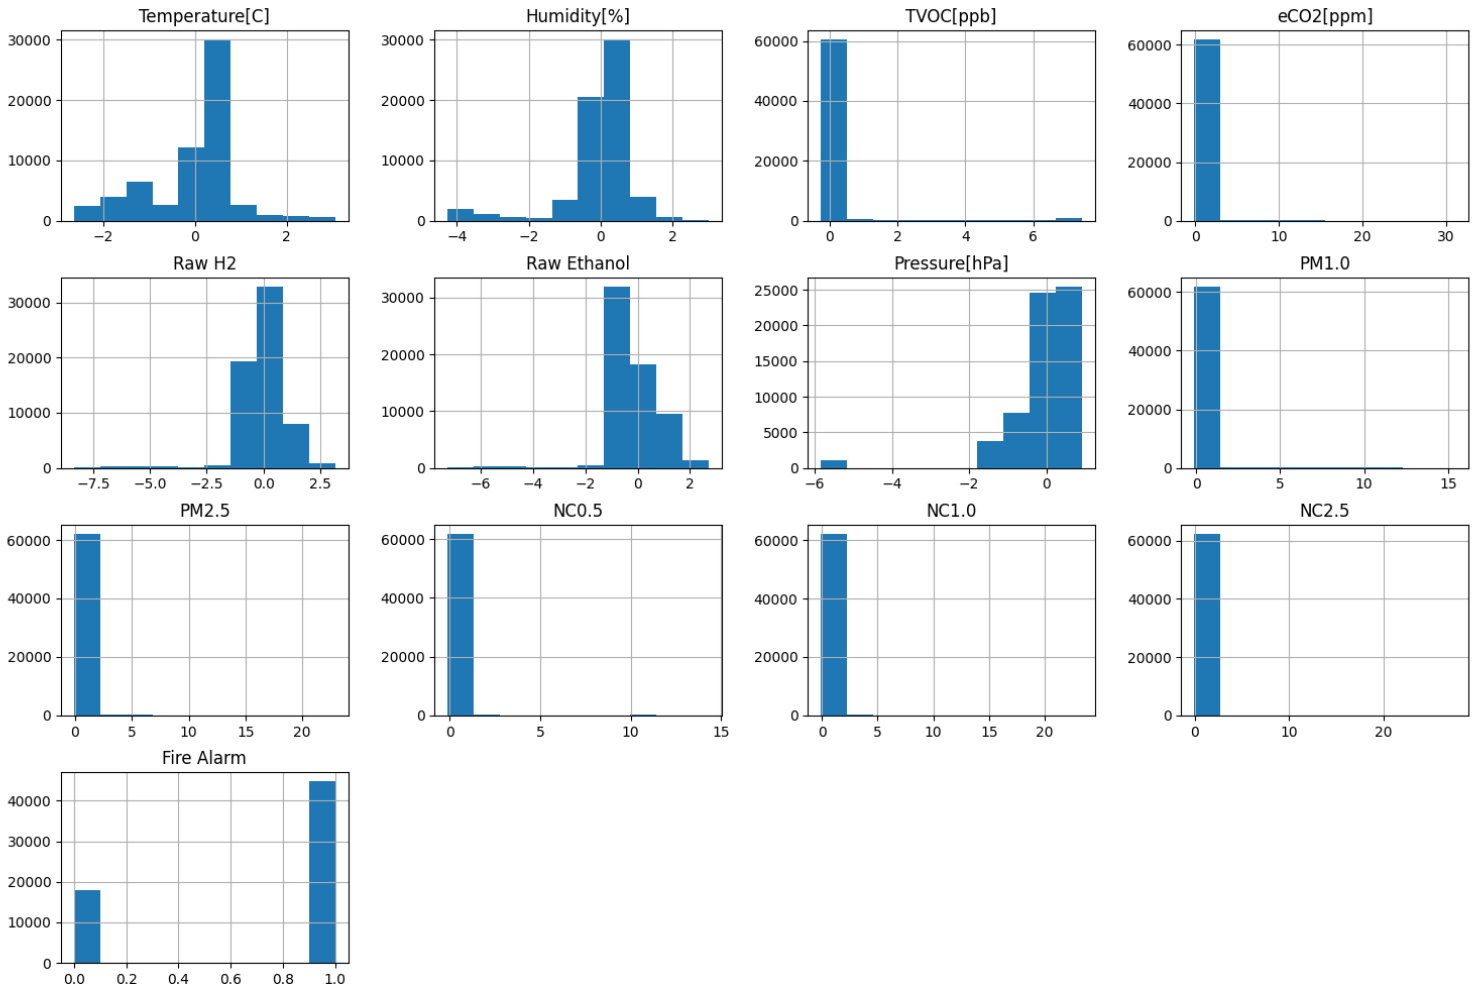 Temperature[C]
30000
20000
10000
0
−2 0 2
Humidity[%]
30000
20000
10000
0
−4 −2 0 2
TVOC[ppb]
60000
40000
20000
0
0 2 4 6
eCO2[ppm]
60000
40000
20000
0
0 10 20 30
Raw H2
30000
20000
10000
0
−7.5 −5.0 −2.5 0.0 2.5
Raw Ethanol
30000
20000
10000
0
−6 −4 −2 0 2
Pressure[hPa]
25000
20000
15000
10000
5000
0
−6 −4 −2 0
PM1.0
60000
40000
20000
0
0 5 10 15
PM2.5
60000
40000
20000
0
0 5 10 15 20
NC0.5
60000
40000
20000
0
0 5 10 15
NC1.0
60000
40000
20000
0
0 5 10 15 20
NC2.5
60000
40000
20000
0
0 10 20
Fire Alarm
40000
30000
20000
10000
0
0.0 0.2 0.4 0.6 0.8 1.0